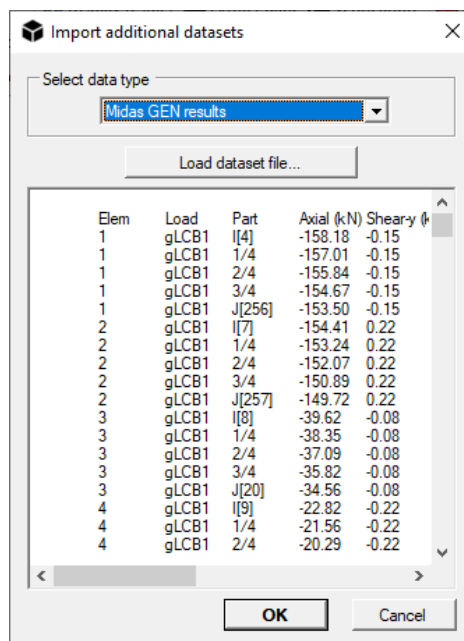 Import additional datasets
Select data type
Midas GEN results
Load dataset file...
Elem Load Part Axial (kN) Shear-y (k
1 gLCB1 I[4] -158.18 -0.15
1 gLCB1 1/4 -157.01 -0.15
1 gLCB1 2/4 -155.84 -0.15
1 gLCB1 3/4 -154.67 -0.15
1 gLCB1 J[256] -153.50 -0.15
2 gLCB1 I[7] -154.41 0.22
2 gLCB1 1/4 -153.24 0.22
2 gLCB1 2/4 -152.07 0.22
2 gLCB1 3/4 -150.89 0.22
2 gLCB1 J[257] -149.72 0.22
3 gLCB1 I[8] -39.62 -0.08
3 gLCB1 1/4 -38.35 -0.08
3 gLCB1 2/4 -37.09 -0.08
3 gLCB1 3/4 -35.82 -0.08
3 gLCB1 J[20] -34.56 -0.08
4 gLCB1 I[9] -22.82 -0.22
4 gLCB1 1/4 -21.56 -0.22
4 gLCB1 2/4 -20.29 -0.22
OK Cancel